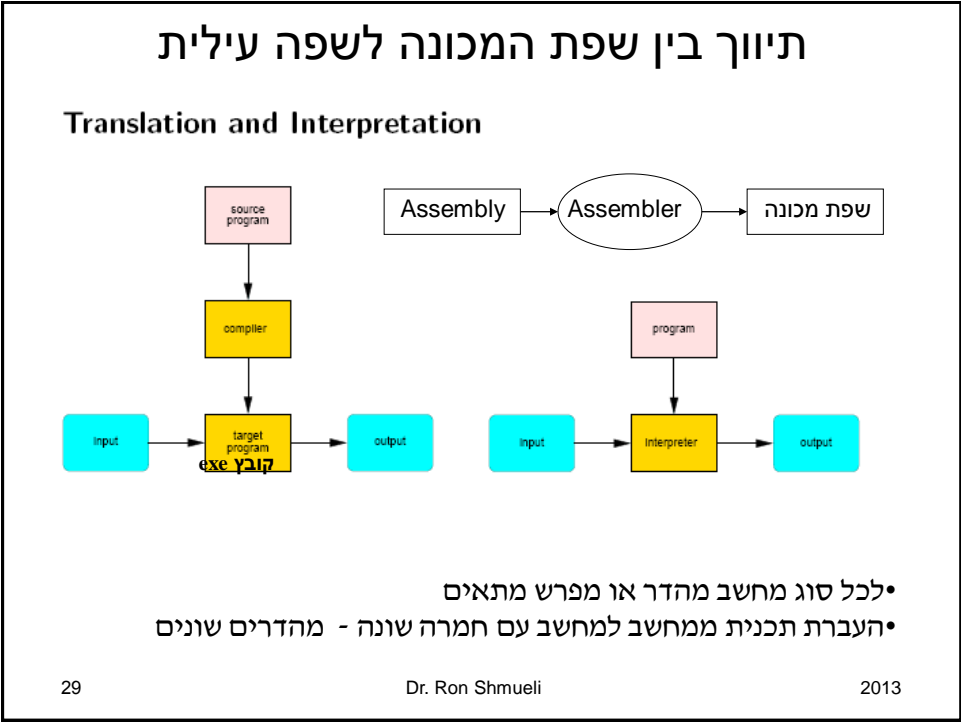 תיווך בין שפת המכונה לשפה עילית
Translation and Interpretation
source
program
compiler
input
target
program
קובץ exe
output
Assembly
Assembler
שפת מכונה
program
input
interpreter
output
•לכל סוג מחשב מהדר או מפרש מתאים
•העברת תכנית ממחשב למחשב עם חמרה שונה - מהדרים שונים
29
Dr. Ron Shmueli
2013